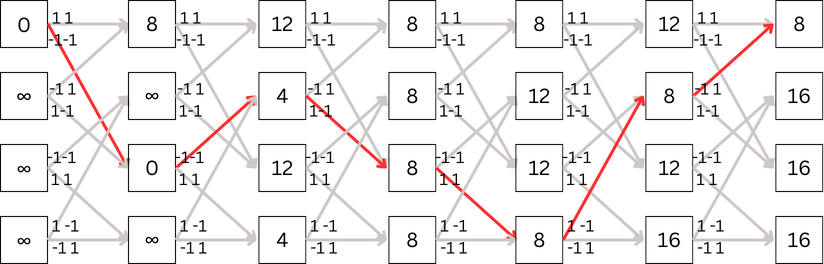 0 1 1 8 1 1 12 1 1 8 1 1 8 1 1 12 1 1 8
-1-1 -1-1 -1-1 -1-1 -1-1 -1-1
∞ -1 1 ∞ -1 1 4 -1 1 8 -1 1 12 -1 1 8 -1 1 16
1-1 1-1 1-1 1-1 1-1 1-1
∞ -1-1 0 -1-1 12 -1-1 8 -1-1 12 -1-1 12 -1-1 16
1 1 1 1 1 1 1 1 1 1 1 1
∞ 1 -1 ∞ 1 -1 4 1 -1 8 1 -1 8 1 -1 16 1 -1 16
-1 1 -1 1 -1 1 -1 1 -1 1 -1 1